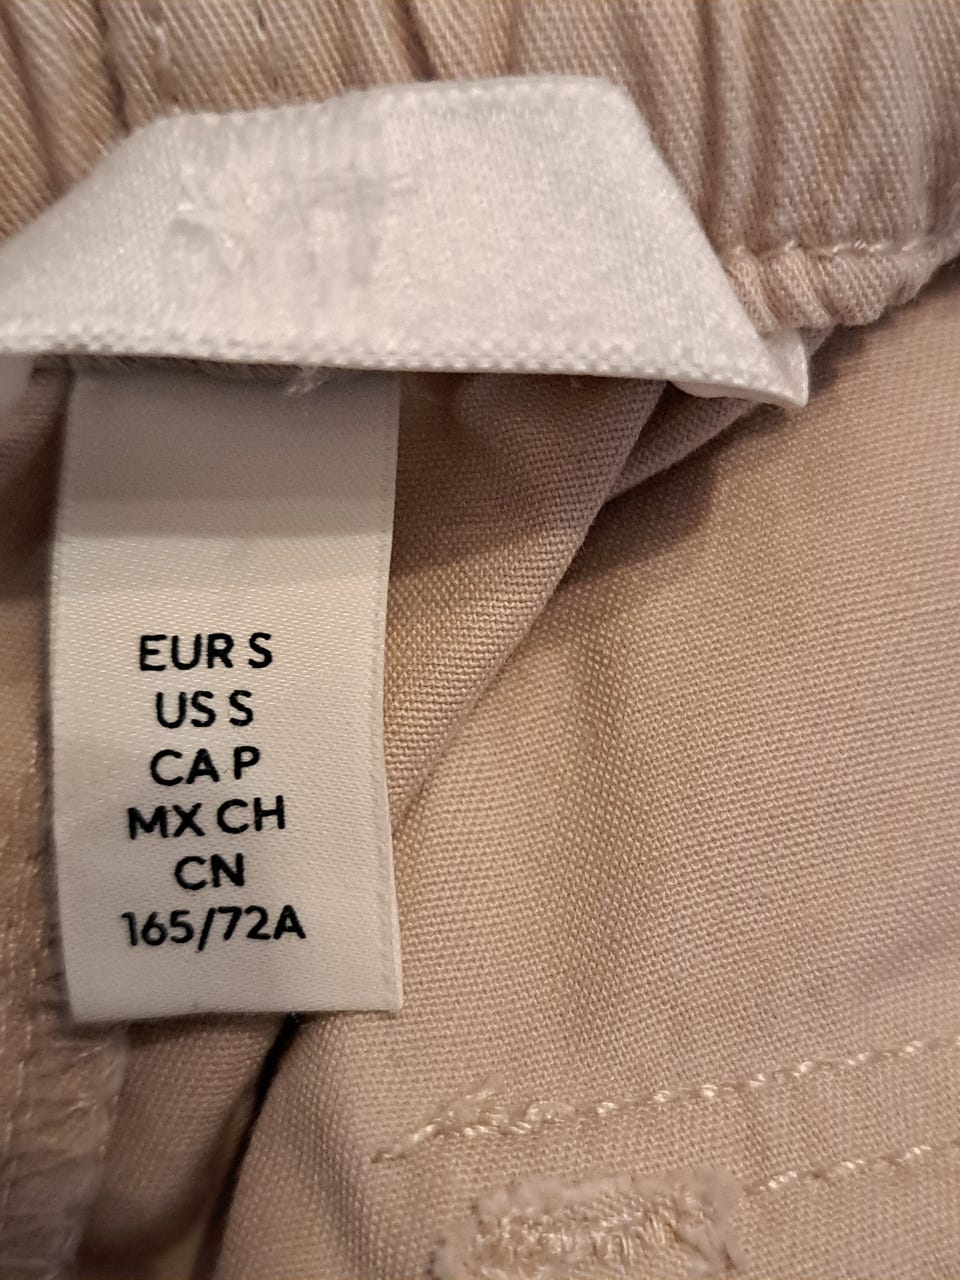 EUR S
US S
CA P
MX CH
CN
165/72A